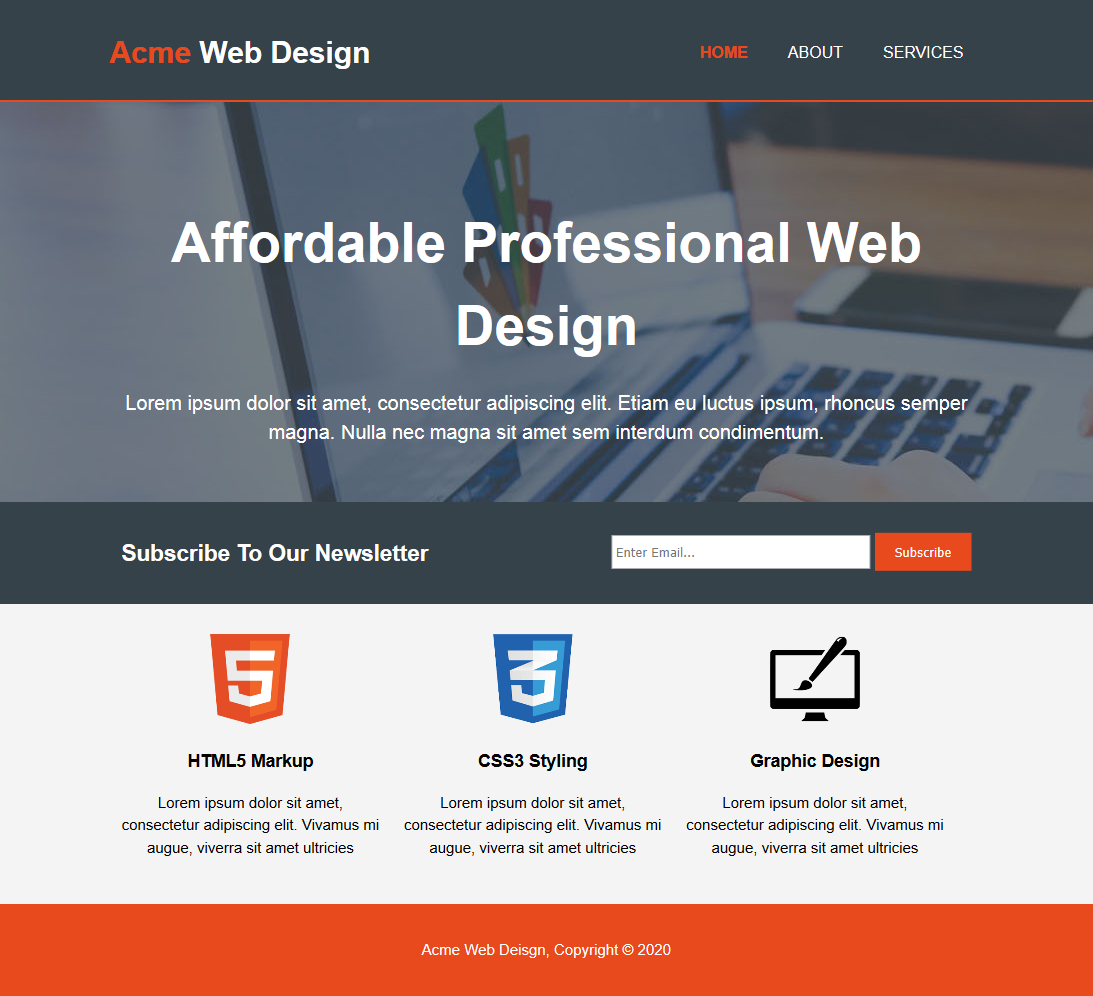 Acme Web Design
HOME ABOUT SERVICES
Affordable Professional Web
Design
Lorem ipsum dolor sit amet, consectetur adipiscing elit. Etiam eu luctus ipsum, rhoncus semper
magna. Nulla nec magna sit amet sem interdum condimentum.
Subscribe To Our Newsletter
Enter Email...
Subscribe
HTML5 Markup
Lorem ipsum dolor sit amet,
consectetur adipiscing elit. Vivamus mi
augue, viverra sit amet ultricies
CSS3 Styling
Lorem ipsum dolor sit amet,
consectetur adipiscing elit. Vivamus mi
augue, viverra sit amet ultricies
Graphic Design
Lorem ipsum dolor sit amet,
consectetur adipiscing elit. Vivamus mi
augue, viverra sit amet ultricies
Acme Web Deisgn, Copyright © 2020